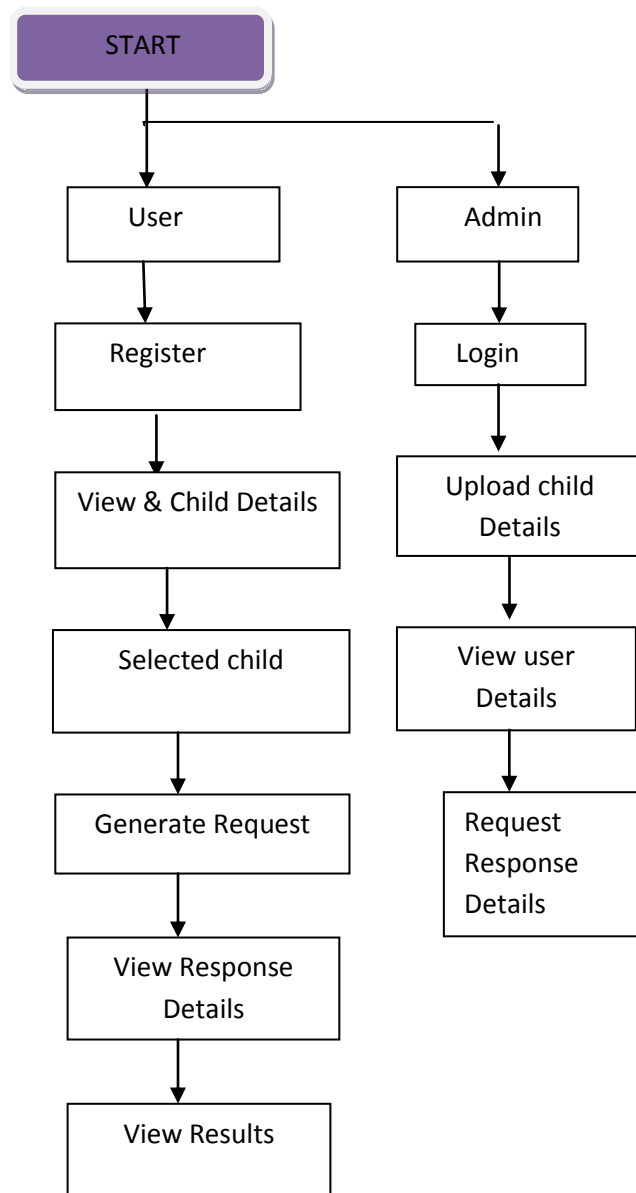 START
User
Admin
Register
Login
View & Child Details
Upload child
Details
Selected child
View user
Details
Generate Request
Request
Response
Details
View Response
Details
View Results